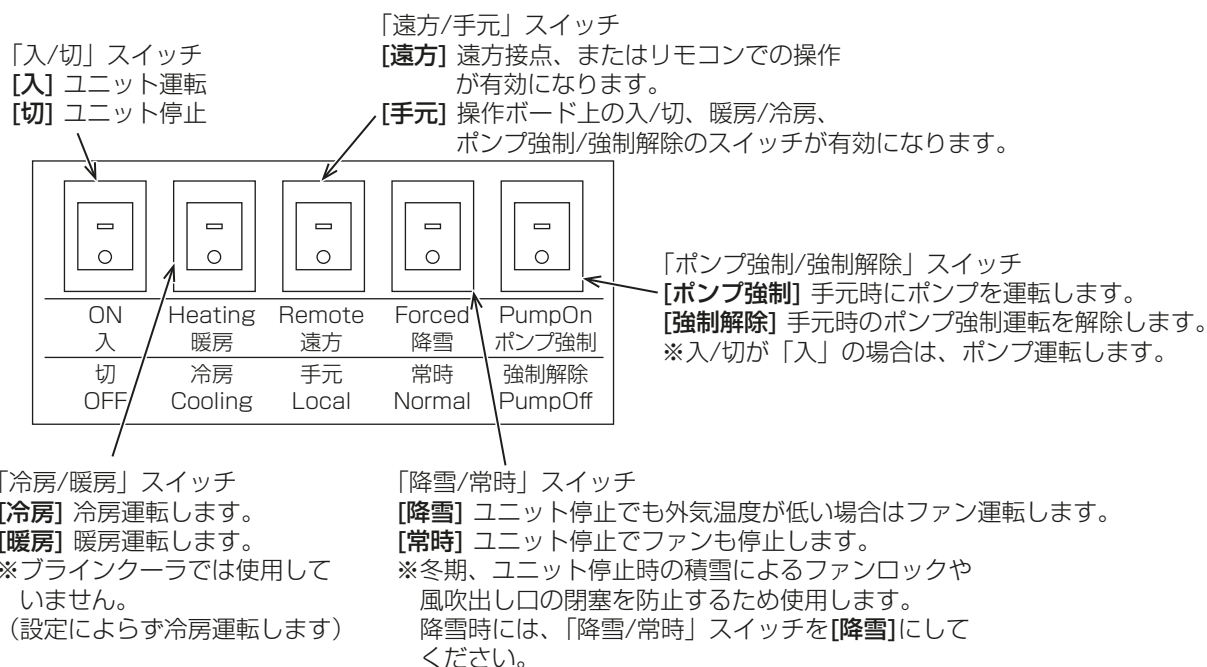 「入/切」スイッチ
[入] ユニット運転
[切] ユニット停止
「遠方/手元」スイッチ
[遠方] 遠方接点、またはリモコンでの操作
が有効になります。
[手元] 操作ボード上の入/切、暖房/冷房、
ポンプ強制/強制解除のスイッチが有効になります。
ON Heating Remote Forced PumpOn
入 暖房 遠方 降雪 ポンプ強制
切 冷房 手元 常時 強制解除
OFF Cooling Local Normal PumpOff
「ポンプ強制/強制解除」スイッチ
[ポンプ強制] 手元時にポンプを運転します。
[強制解除] 手元時のポンプ強制運転を解除します。
※入/切が「入」の場合は、ポンプ運転します。
「冷房/暖房」スイッチ
[冷房] 冷房運転します。
[暖房] 暖房運転します。
※ブラインクーラでは使用して
いません。
(設定によらず冷房運転します)
「降雪/常時」スイッチ
[降雪] ユニット停止でも外気温度が低い場合はファン運転します。
[常時] ユニット停止でファンも停止します。
※冬期、ユニット停止時の積雪によるファンロックや
風吹出し口の閉塞を防止するため使用します。
降雪時には、「降雪/常時」スイッチを[降雪]にして
ください。